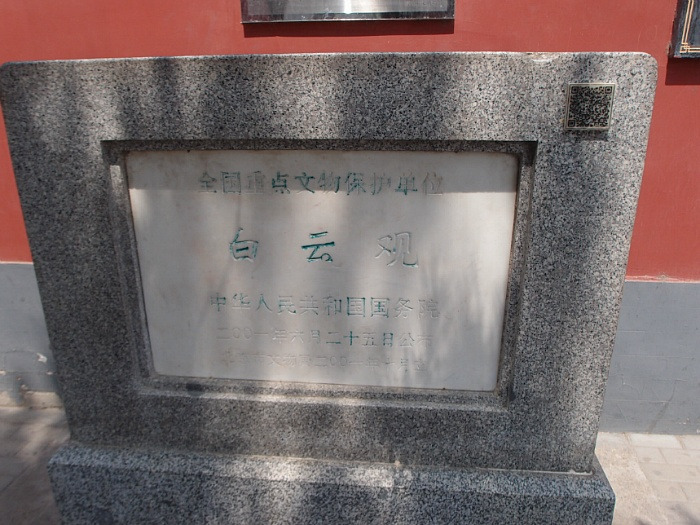 全国重点文物保护单位
白云观
中华人民共和国国务院
二〇〇一年六月二十五日公布